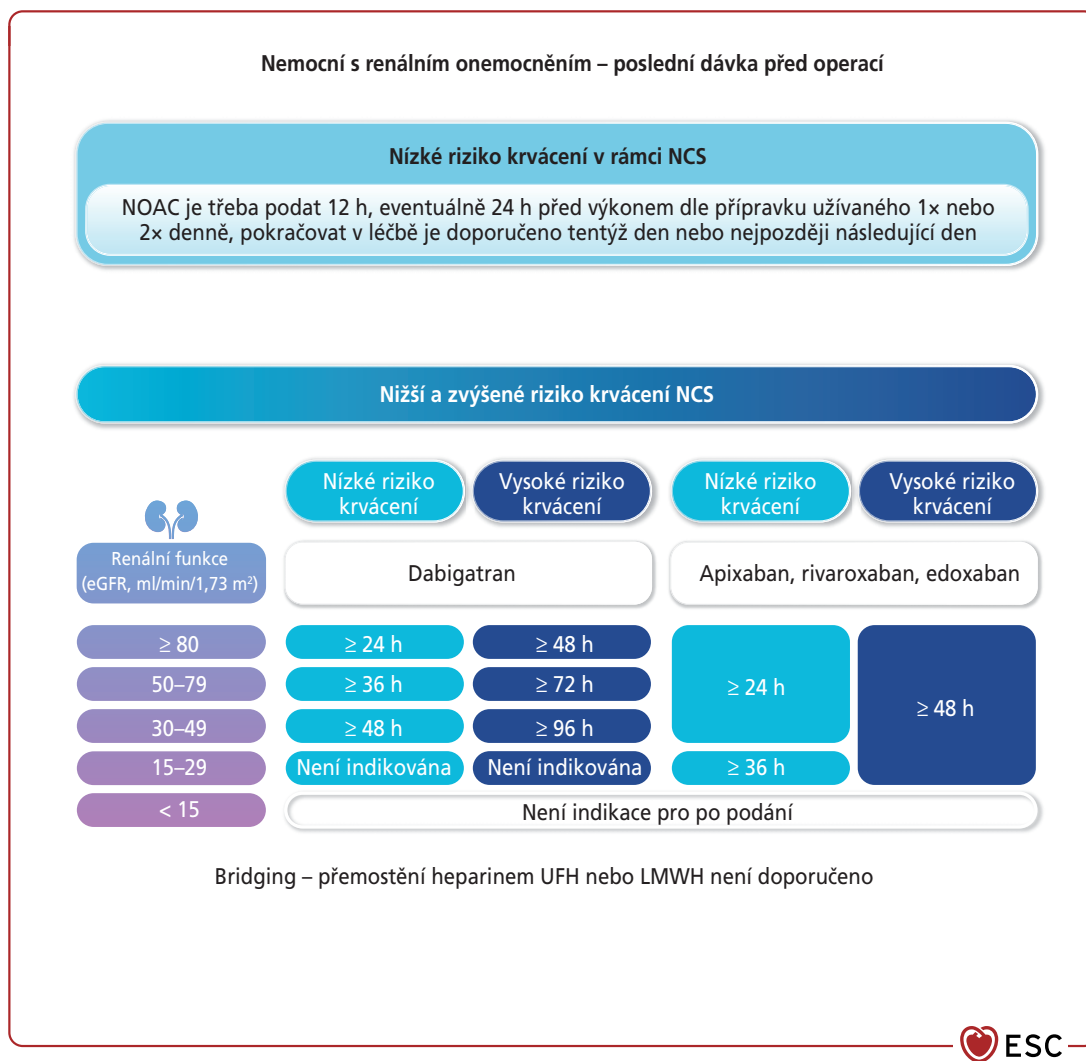 Nemocní s renálním onemocněním – poslední dávka před operací
Nízké riziko krvácení v rámci NCS
NOAC je třeba podat 12 h, eventuálně 24 h před výkonem dle přípravku užívaného 1× nebo
2× denně, pokračovat v léčbě je doporučeno tentýž den nebo nejpozději následující den
Nižší a zvýšené riziko krvácení NCS
Nízké riziko
krvácení
Vysoké riziko
krvácení
Nízké riziko
krvácení
Vysoké riziko
krvácení
Renální funkce
(eGFR, ml/min/1,73 m²)
Dabigatran
Apixaban, rivaroxaban, edoxaban
≥ 80
≥ 24 h
≥ 48 h
≥ 24 h
≥ 48 h
50–79
≥ 36 h
≥ 72 h
30–49
≥ 48 h
≥ 96 h
15–29
Není indikována
Není indikována
≥ 36 h
< 15
Není indikace pro po podání
Bridging – přemostění heparinem UFH nebo LMWH není doporučeno
ESC